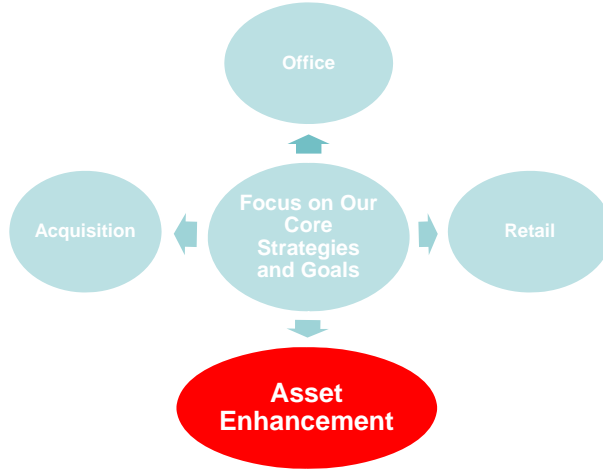 Office
Focus on Our
Core
Strategies
and Goals
Acquisition
Retail
Asset
Enhancement